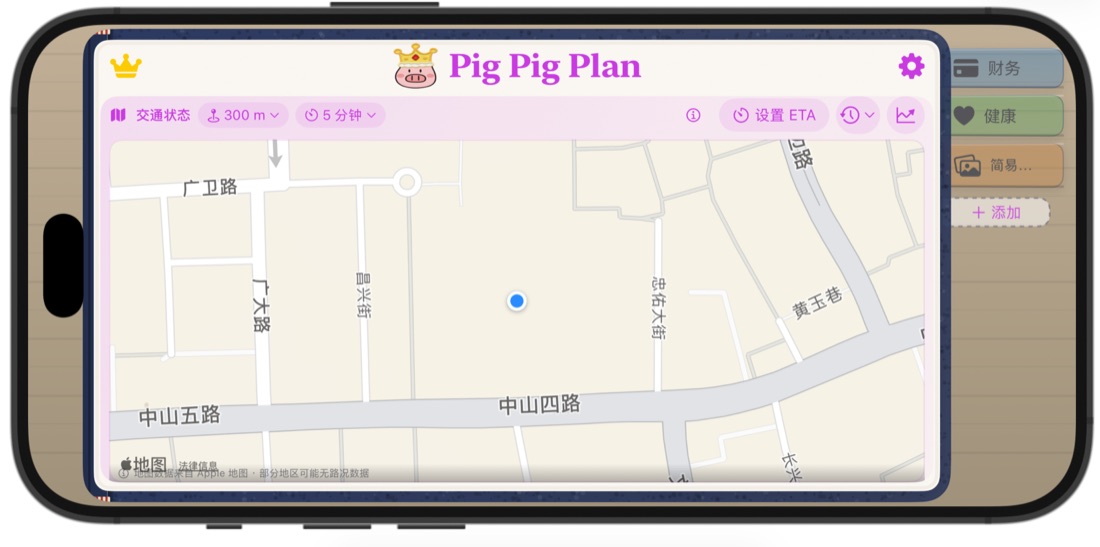 Pig Pig Plan
交通状态
300 m
5 分钟
设置 ETA
财务
健康
简易...
添加
广卫路
广大路
昌兴街
忠佑大街
黄玉巷
中山五路
中山四路
长兴
地图
法律信息
地图数据来自 Apple 地图 · 部分地区可能无路况数据